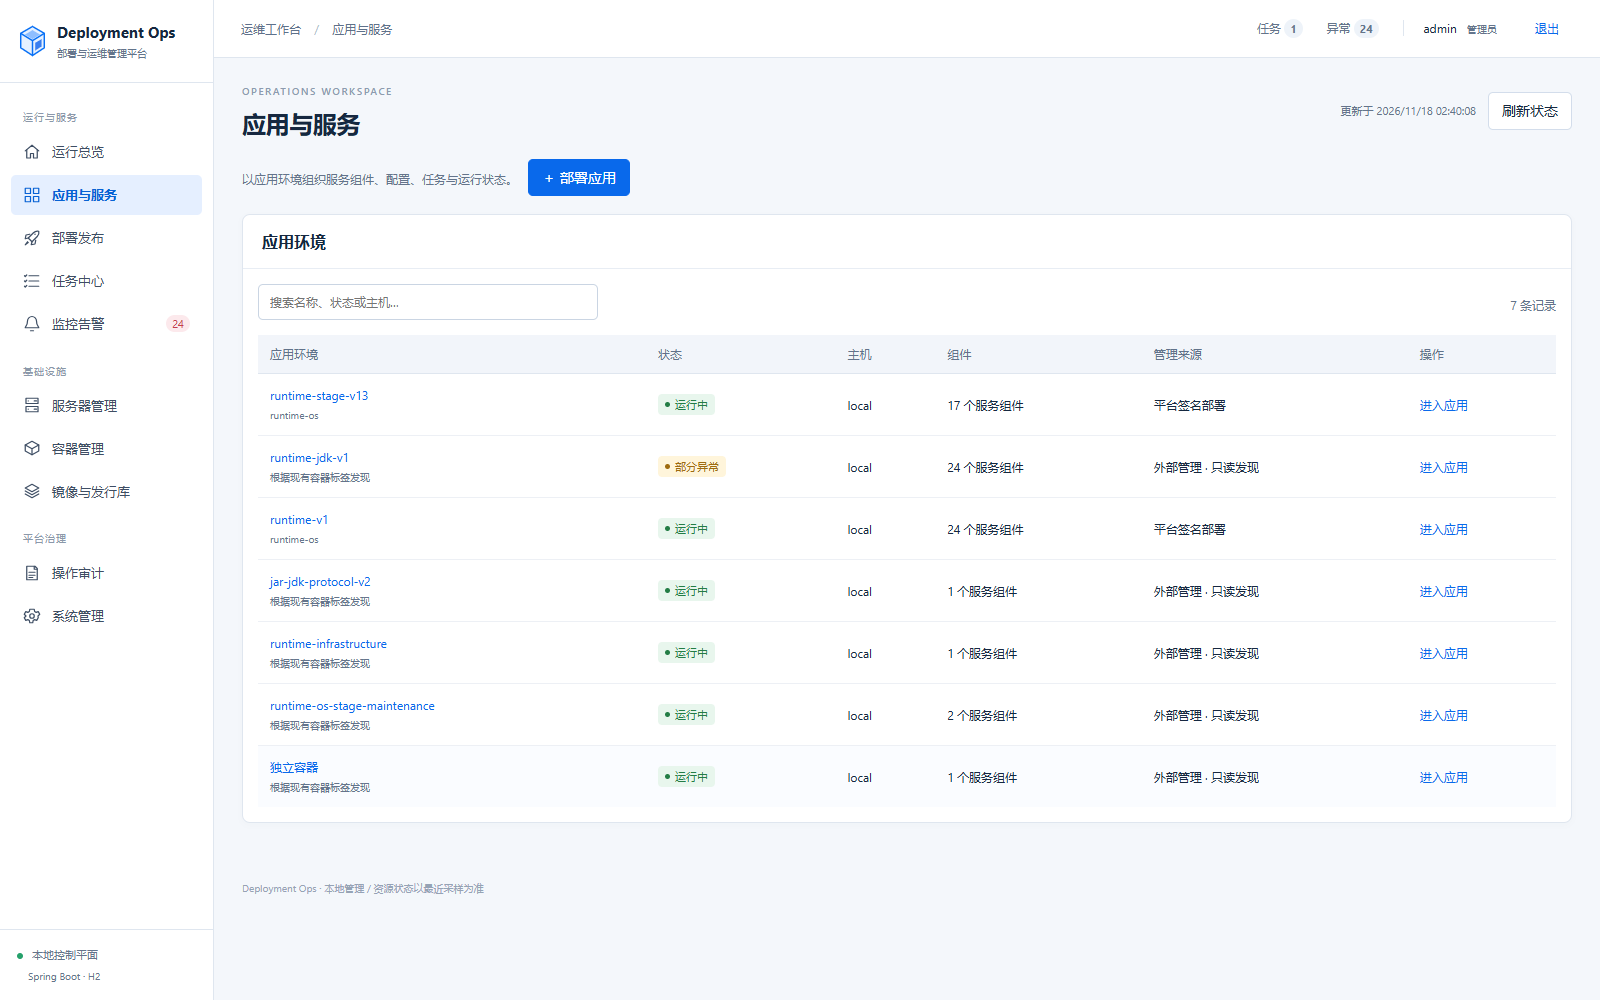 Deployment Ops
部署与运维管理平台
运行与服务
运行总览
应用与服务
部署发布
任务中心
监控告警 24
基础设施
服务器管理
容器管理
镜像与发行库
平台治理
操作审计
系统管理
本地控制平面
Spring Boot · H2
运维工作台 / 应用与服务
任务 1 异常 24 admin 管理员 退出
OPERATIONS WORKSPACE
应用与服务
更新于 2026/11/18 02:40:08 刷新状态
以应用环境组织服务组件、配置、任务与运行状态。 + 部署应用
应用环境
搜索名称、状态或主机...
7 条记录
应用环境 状态 主机 组件 管理来源 操作
runtime-stage-v13
runtime-os
运行中 local 17 个服务组件 平台签名部署 进入应用
runtime-jdk-v1
根据现有容器标签发现
部分异常 local 24 个服务组件 外部管理 · 只读发现 进入应用
runtime-v1
runtime-os
运行中 local 24 个服务组件 平台签名部署 进入应用
jar-jdk-protocol-v2
根据现有容器标签发现
运行中 local 1 个服务组件 外部管理 · 只读发现 进入应用
runtime-infrastructure
根据现有容器标签发现
运行中 local 1 个服务组件 外部管理 · 只读发现 进入应用
runtime-os-stage-maintenance
根据现有容器标签发现
运行中 local 2 个服务组件 外部管理 · 只读发现 进入应用
独立容器
根据现有容器标签发现
运行中 local 1 个服务组件 外部管理 · 只读发现 进入应用
Deployment Ops · 本地管理 / 资源状态以最近采样为准